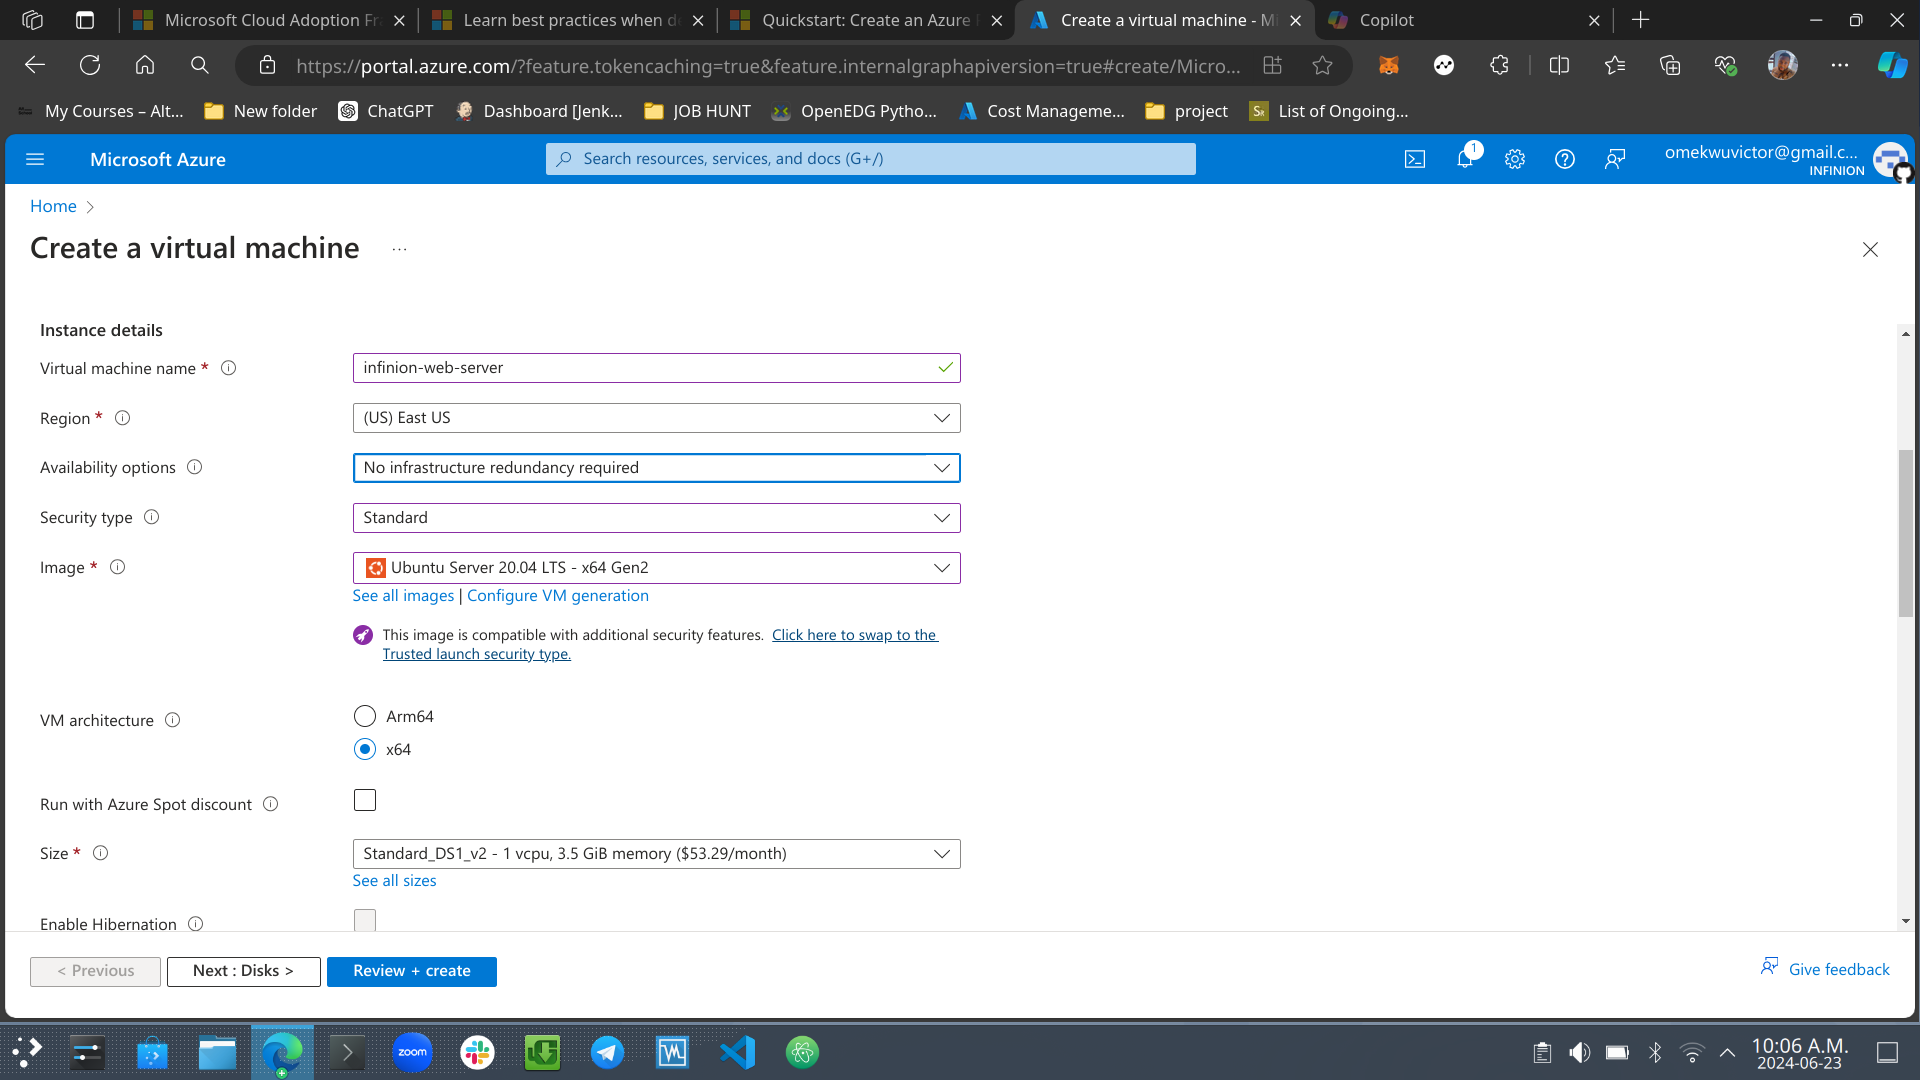 Microsoft Cloud Adoption Fra
Learn best practices when de
Quickstart: Create an Azure
Create a virtual machine - Mi
Copilot
https://portal.azure.com/?feature.tokencaching=true&feature.internalgraphapiversion=true#create/Micro...
My Courses – Alt...
New folder
ChatGPT
Dashboard [Jenk...
JOB HUNT
OpenEDG Pytho...
Cost Manageme...
project
SR
List of Ongoing...
Microsoft Azure
Search resources, services, and docs (G+/)
1
omekwuvictor@gmail.c...
INFINION
Home
Create a virtual machine
...
Instance details
Virtual machine name *
infinion-web-server
Region *
(US) East US
Availability options
No infrastructure redundancy required
Security type
Standard
Image *
Ubuntu Server 20.04 LTS - x64 Gen2
See all images | Configure VM generation
This image is compatible with additional security features. Click here to swap to the
Trusted launch security type.
VM architecture
Arm64
x64
Run with Azure Spot discount
Size *
Standard_DS1_v2 - 1 vcpu, 3.5 GiB memory ($53.29/month)
See all sizes
Enable Hibernation
< Previous
Next : Disks >
Review + create
Give feedback
zoom
10:06 A.M.
2024-06-23